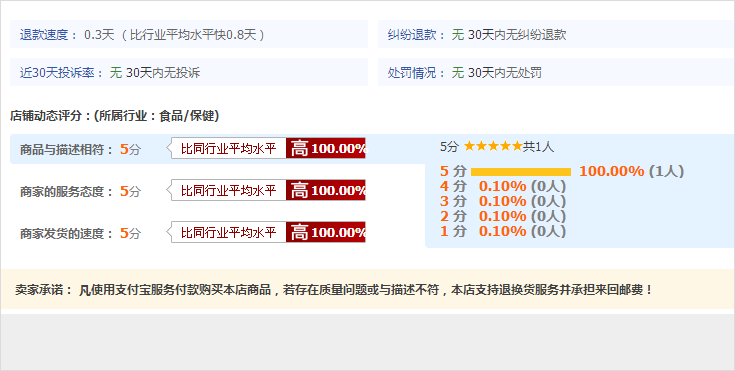 退款速度： 0.3天 （比行业平均水平快0.8天）
纠纷退款： 无 30天内无纠纷退款
近30天投诉率： 无 30天内无投诉
处罚情况： 无 30天内无处罚
店铺动态评分：(所属行业：食品/保健)
商品与描述相符： 5分 比同行业平均水平 高 100.00%
商家的服务态度： 5分 比同行业平均水平 高 100.00%
商家发货的速度： 5分 比同行业平均水平 高 100.00%
5分 ★★★★★共1人
5 分 100.00% (1人)
4 分 0.10% (0人)
3 分 0.10% (0人)
2 分 0.10% (0人)
1 分 0.10% (0人)
卖家承诺： 凡使用支付宝服务付款购买本店商品，若存在质量问题或与描述不符，本店支持退换货服务并承担来回邮费！